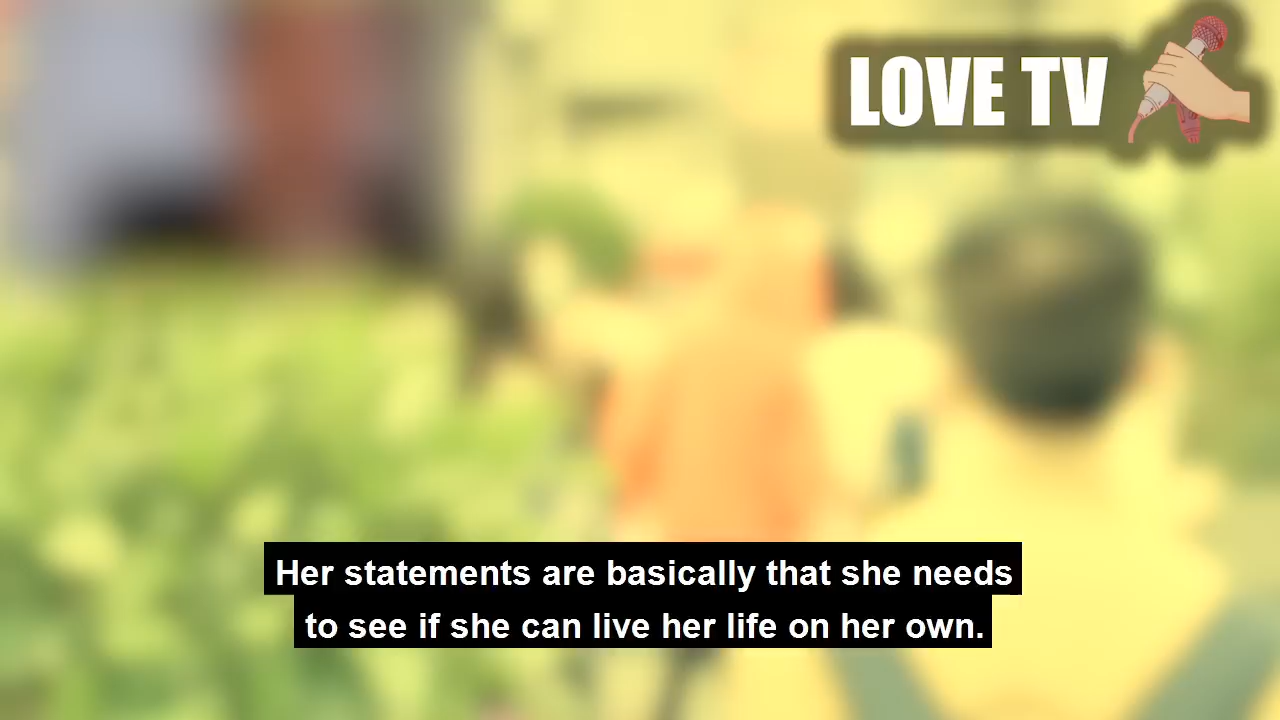 LOVE TV
Her statements are basically that she needs
to see if she can live her life on her own.